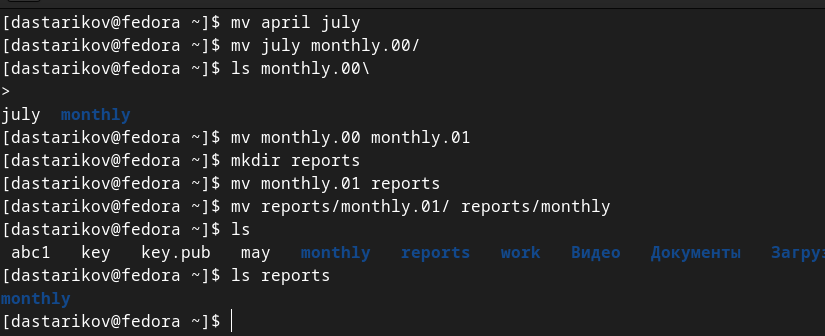 [dastarikov@fedora ~]$ mv april july
[dastarikov@fedora ~]$ mv july monthly.00/
[dastarikov@fedora ~]$ ls monthly.00\
>
july  monthly
[dastarikov@fedora ~]$ mv monthly.00 monthly.01
[dastarikov@fedora ~]$ mkdir reports
[dastarikov@fedora ~]$ mv monthly.01 reports
[dastarikov@fedora ~]$ mv reports/monthly.01/ reports/monthly
[dastarikov@fedora ~]$ ls
abc1   key   key.pub   may   monthly   reports   work   Видео   Документы
[dastarikov@fedora ~]$ ls reports
monthly
[dastarikov@fedora ~]$